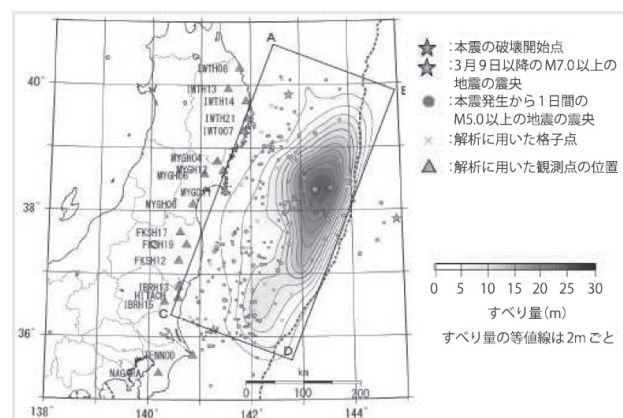 A
B
C
D
40°
38°
36°
138°
140°
142°
144°
IWTH08
IWTH13
IWTH14
IWTH21
IWT007
MYGH04
MYGH12
MYGH06
MYGH08
FKSH17
FKSH19
FKSH12
IBRH13
HITACH
IBRH15
TENNOD
km
0
100
200
:本震の破壊開始点
:3月9日以降のM7.0以上の
地震の震央
:本震発生から1日間の
M5.0以上の地震の震央
:解析に用いた格子点
:解析に用いた観測点の位置
0 5 10 15 20 25 30
すべり量(m)
すべり量の等値線は2mごと